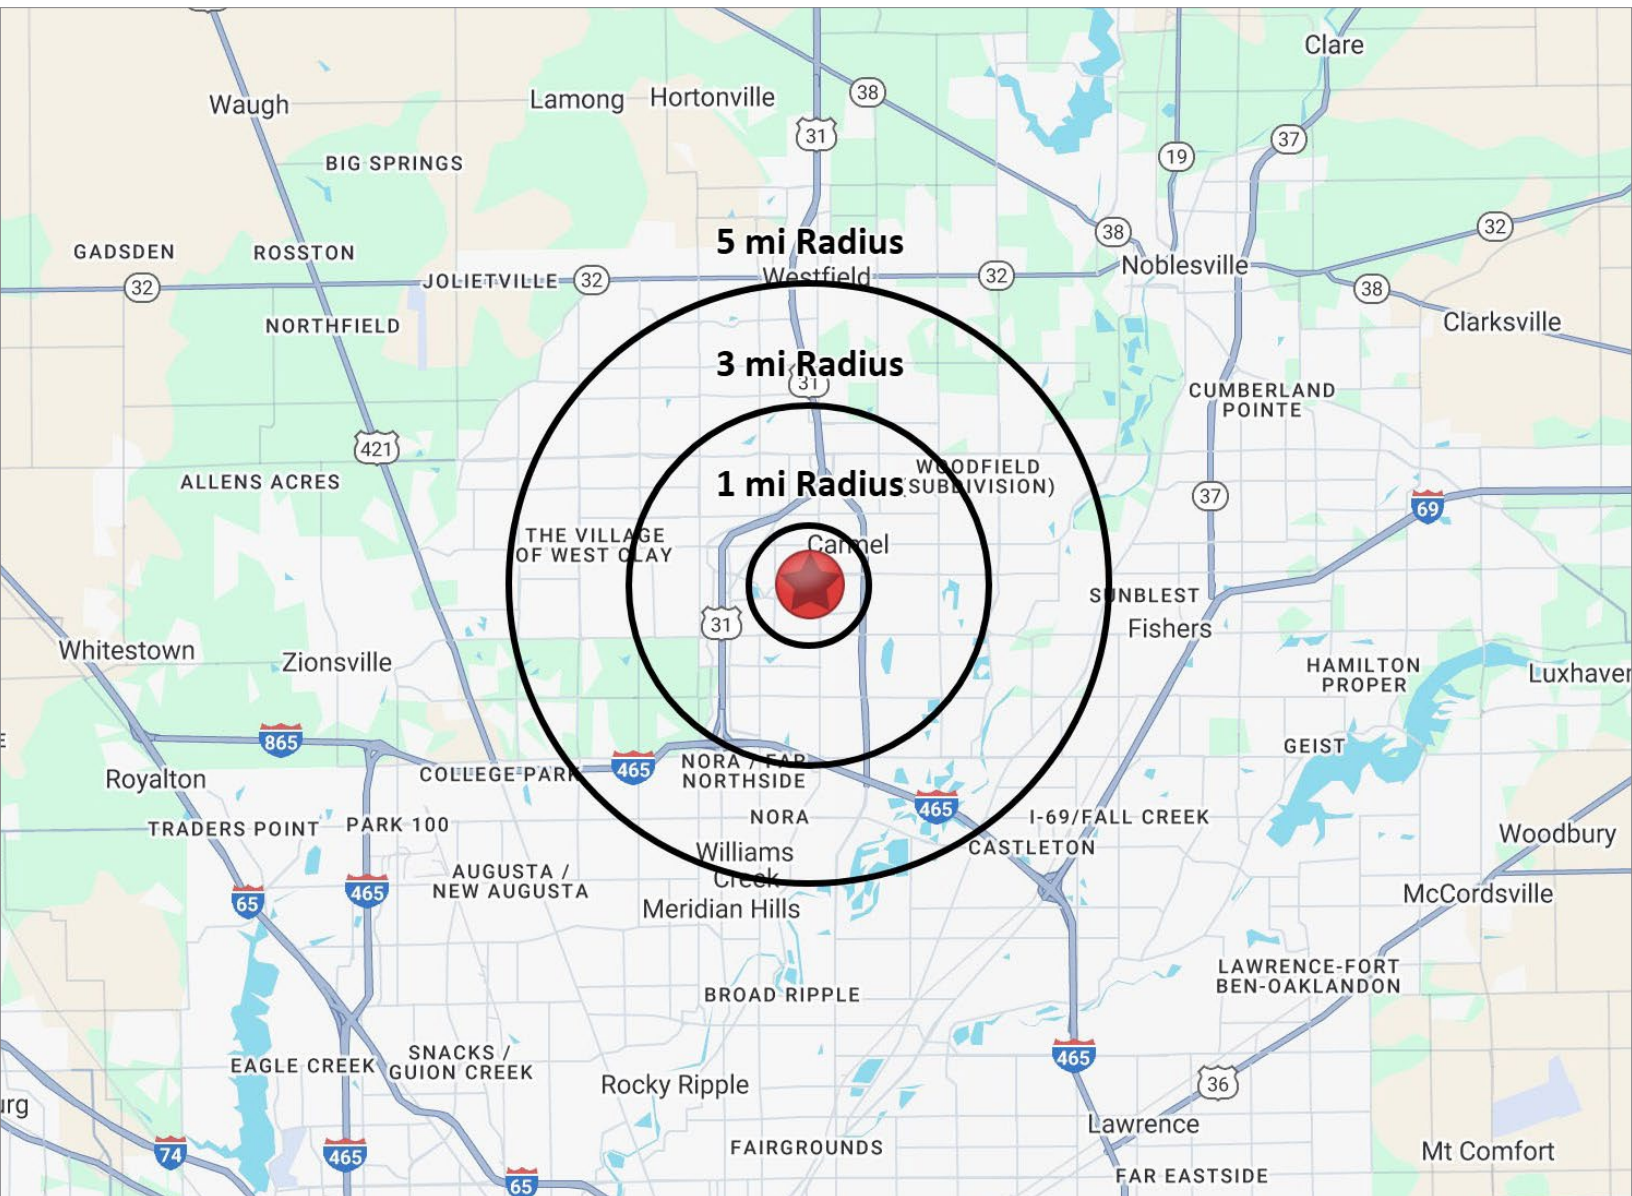 Clare
Waugh
Lamong
Hortonville
38
31
37
BIG SPRINGS
19
32
38
5 mi Radius
GADSDEN
ROSSTON
Noblesville
Westfield
32
JOLIETVILLE
32
32
38
NORTHFIELD
Clarksville
3 mi Radius
31
CUMBERLAND
POINTE
421
WOODFIELD
(SUBDIVISION)
1 mi Radius
ALLENS ACRES
37
69
THE VILLAGE
OF WEST CLAY
Carmel
SUNBLEST
31
Fishers
Whitestown
Zionsville
HAMILTON
PROPER
Luxhaven
865
GEIST
465
NORA / FAR
NORTHSIDE
COLLEGE PARK
Royalton
465
NORA
I-69/FALL CREEK
TRADERS POINT
PARK 100
Woodbury
CASTLETON
Williams
Creek
AUGUSTA /
NEW AUGUSTA
465
65
McCordsville
Meridian Hills
LAWRENCE-FORT
BEN-OAKLANDON
BROAD RIPPLE
465
SNACKS /
GUION CREEK
EAGLE CREEK
Rocky Ripple
36
urg
Lawrence
74
465
FAIRGROUNDS
Mt Comfort
FAR EASTSIDE
65